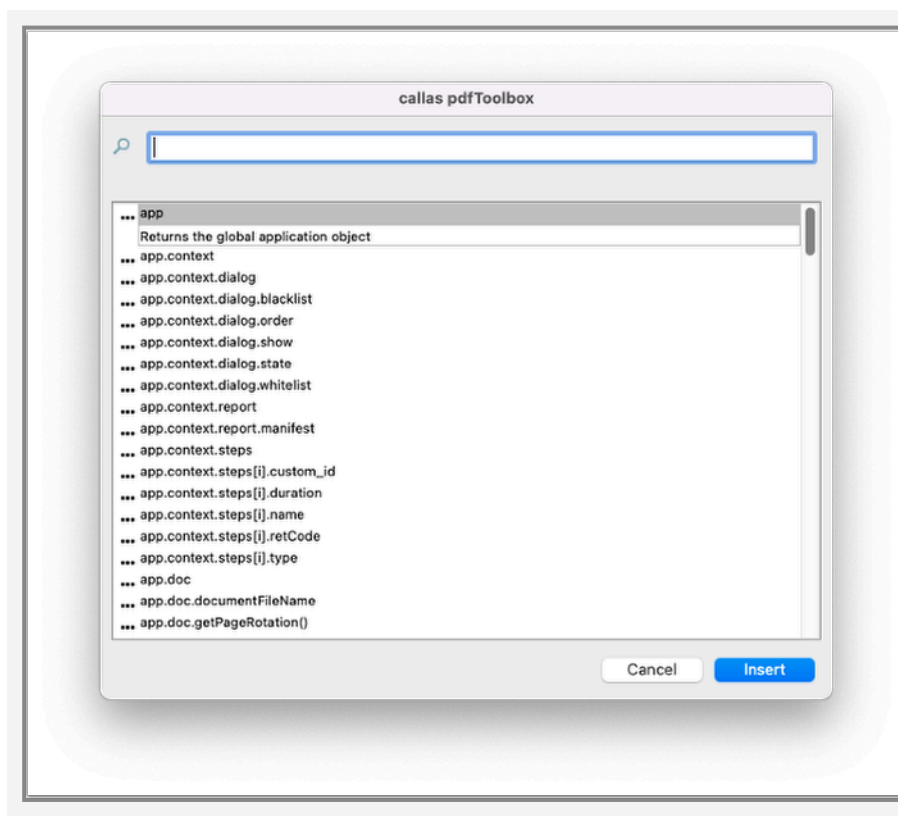 callas pdfToolbox
... app
Returns the global application object
... app.context
... app.context.dialog
... app.context.dialog.blacklist
... app.context.dialog.order
... app.context.dialog.show
... app.context.dialog.state
... app.context.dialog.whitelist
... app.context.report
... app.context.report.manifest
... app.context.steps
... app.context.steps[i].custom_id
... app.context.steps[i].duration
... app.context.steps[i].name
... app.context.steps[i].retCode
... app.context.steps[i].type
... app.doc
... app.doc.documentFileName
... app.doc.getPageRotation()
Cancel Insert